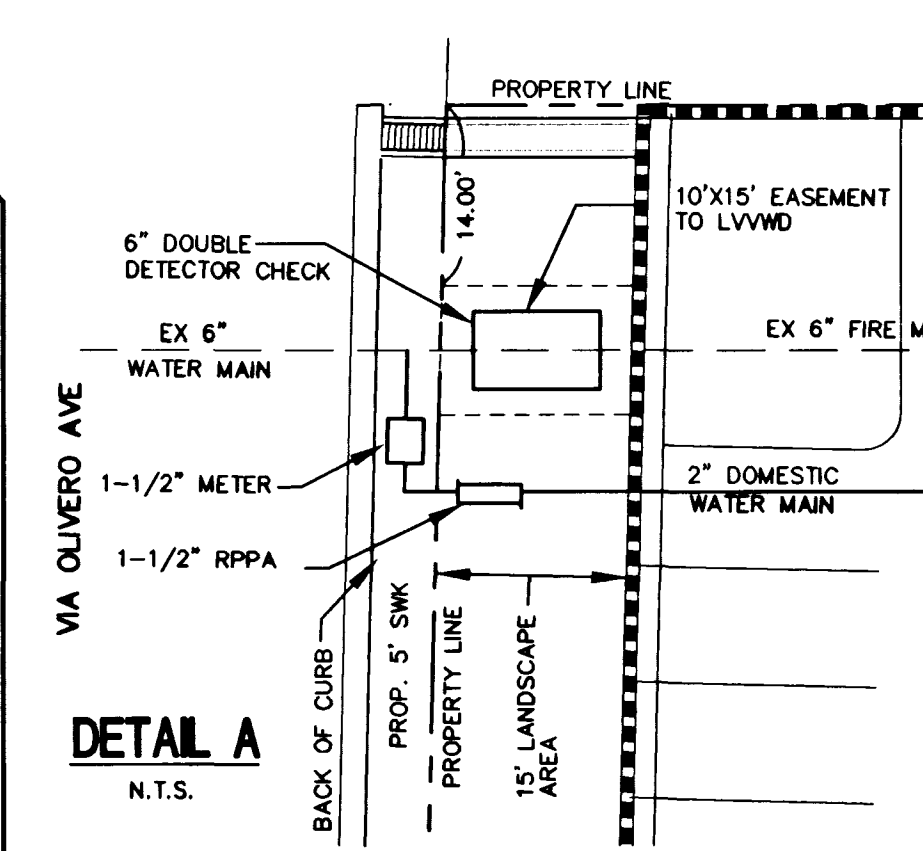 PROPERTY LINE
14.00'
10'X15' EASEMENT
TO LVVWD
6" DOUBLE
DETECTOR CHECK
EX 6"
WATER MAIN
EX 6" FIRE M
VIA OLIVERO AVE
1-1/2" METER
2" DOMESTIC
WATER MAIN
1-1/2" RPPA
BACK OF CURB
PROP. 5' SWK
PROPERTY LINE
15' LANDSCAPE
AREA
DETAIL A
N.T.S.